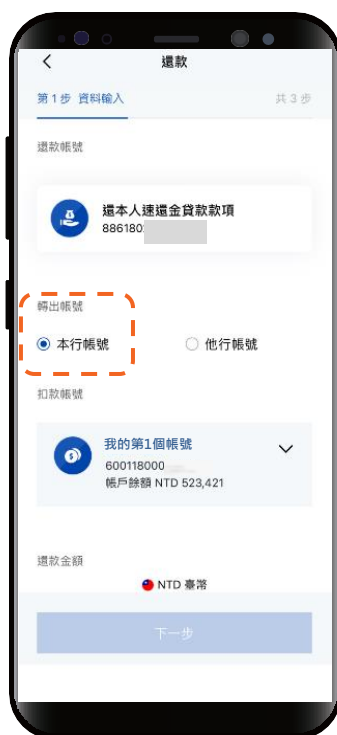 還款
第1步 資料輸入
共3步
還款帳號
還本人速還金貸款款項
886180
轉出帳號
本行帳號
他行帳號
扣款帳號
我的第1個帳號
600118000
帳戶餘額 NTD 523,421
還款金額
NTD 臺幣
下一步